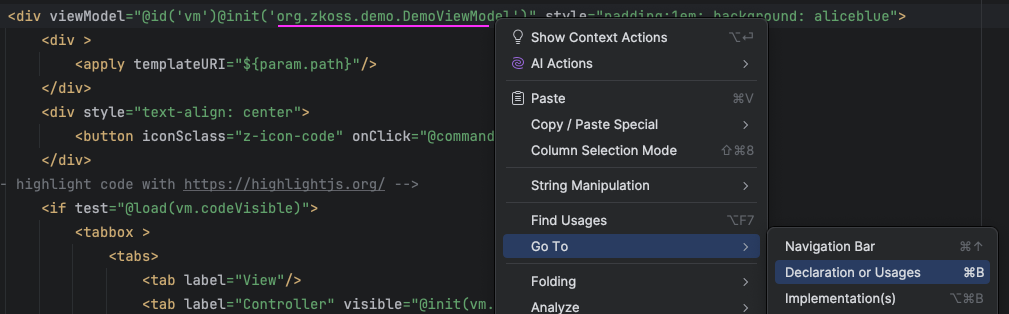 <div viewModel="@id('vm')@init('org.zkoss.demo.DemoViewModel')" style="padding:1em; background: aliceblue">
<div >
<apply templateURI="${param.path}"/>
</div>
<div style="text-align: center">
<button iconSclass="z-icon-code" onClick="@command
</div>
- highlight code with https://highlightjs.org/ -->
<if test="@load(vm.codeVisible)">
<tabbox >
<tabs>
<tab label="View"/>
<tab label="Controller" visible="@init(vm.
Show Context Actions ⌥⏎
AI Actions >
Paste ⌘V
Copy / Paste Special >
Column Selection Mode ⇧⌘8
String Manipulation >
Find Usages ⌥F7
Go To >
Folding >
Analyze >
Navigation Bar ⌘↑
Declaration or Usages ⌘B
Implementation(s) ⌥⌘B